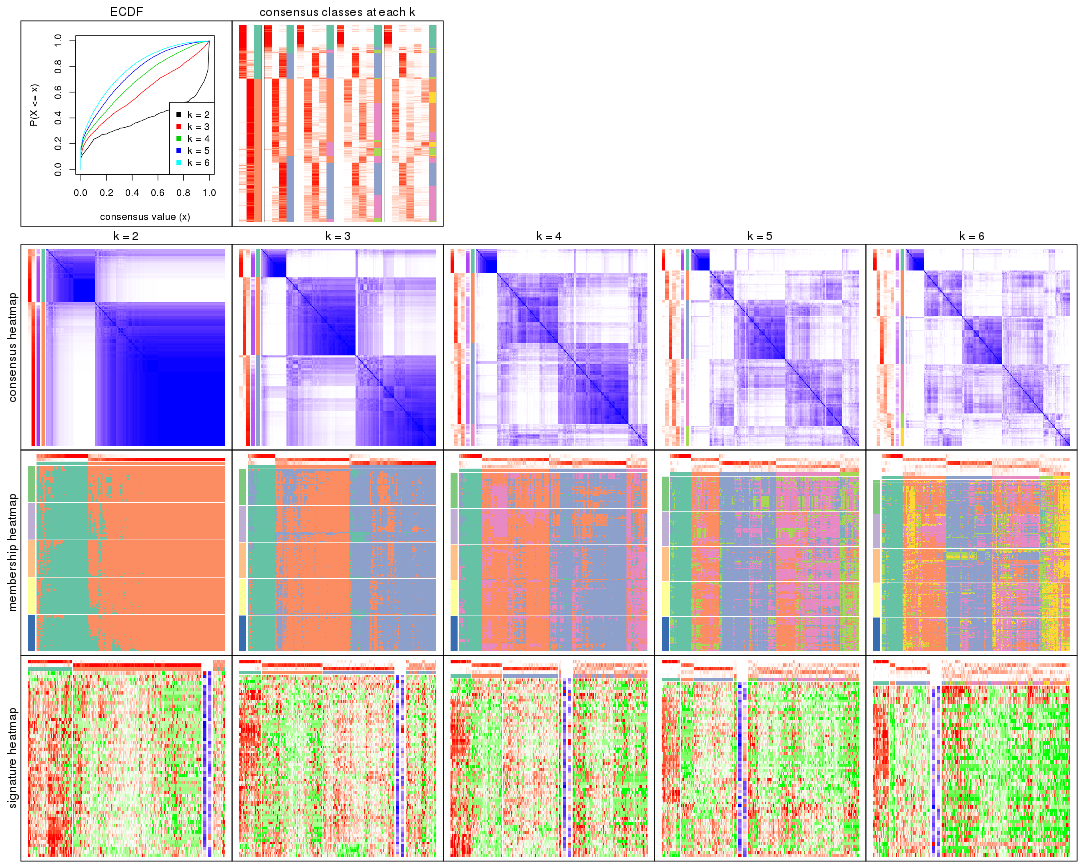 ECDF
consensus classes at each k
P(X <= x)
0.0 0.2 0.4 0.6 0.8 1.0
k = 2
k = 3
k = 4
k = 5
k = 6
0.0 0.2 0.4 0.6 0.8 1.0
consensus value (x)
k = 2 k = 3 k = 4 k = 5 k = 6
consensus heatmap
membership heatmap
signature heatmap